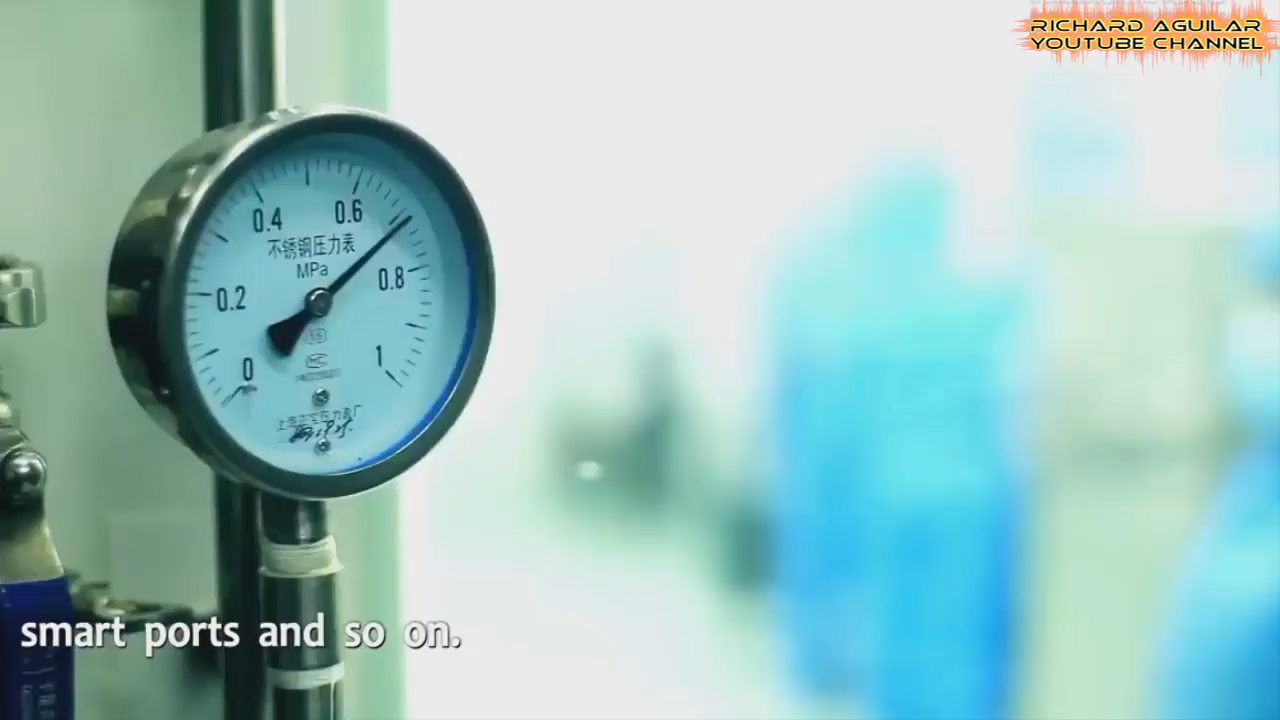 RICHARD AGUILAR
YOUTUBE CHANNEL
0.4
0.6
不锈钢压力表
MPa
0.2
0.8
0
1
MC
smart ports and so on.